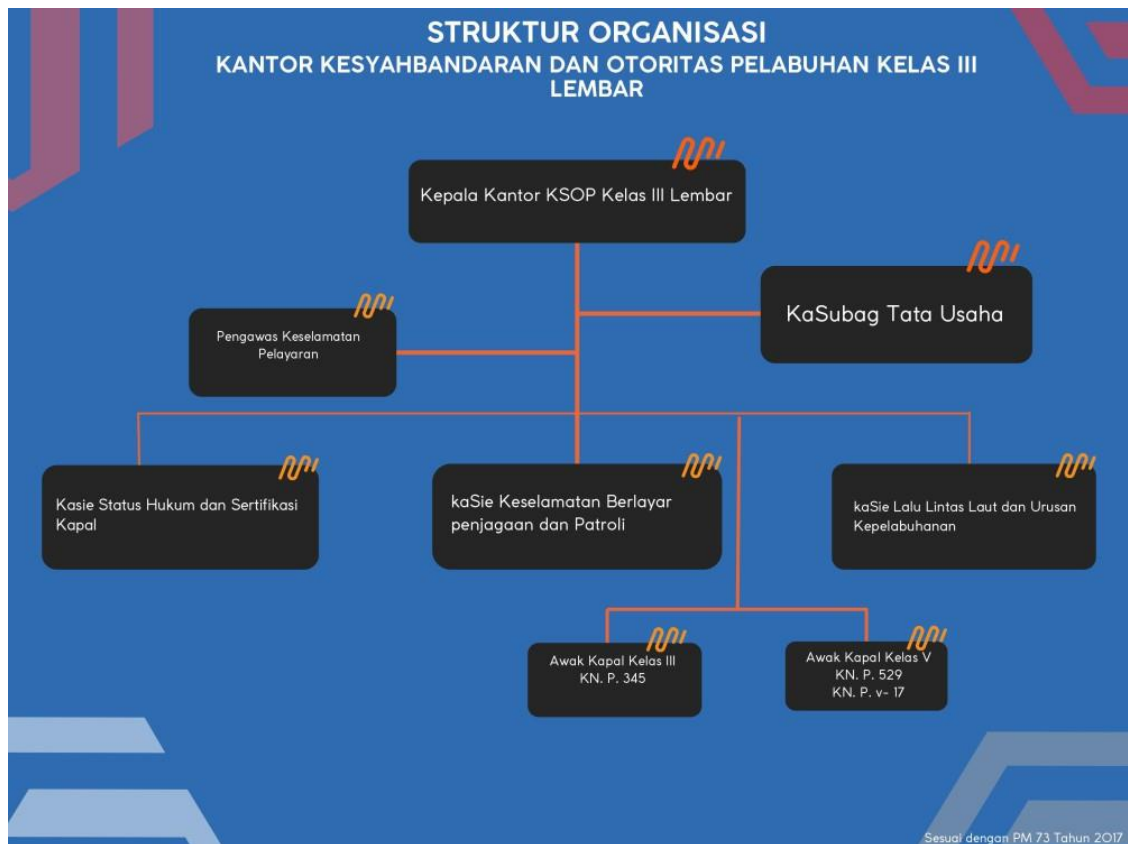 STRUKTUR ORGANISASI
KANTOR KESYAHBANDARAN DAN OTORITAS PELABUHAN KELAS III
LEMBAR
Kepala Kantor KSOP Kelas III Lembar
KaSubag Tata Usaha
Pengawas Keselamatan
Pelayaran
Kasie Status Hukum dan Sertifikasi
Kapal
kaSie Keselamatan Berlayar
penjagaan dan Patroli
kaSie Lalu Lintas Laut dan Urusan
Kepelabuhanan
Awak Kapal Kelas III
KN. P. 345
Awak Kapal Kelas V
KN. P. 529
KN. P. v- 17
Sesuai dengan PM 73 Tahun 2017